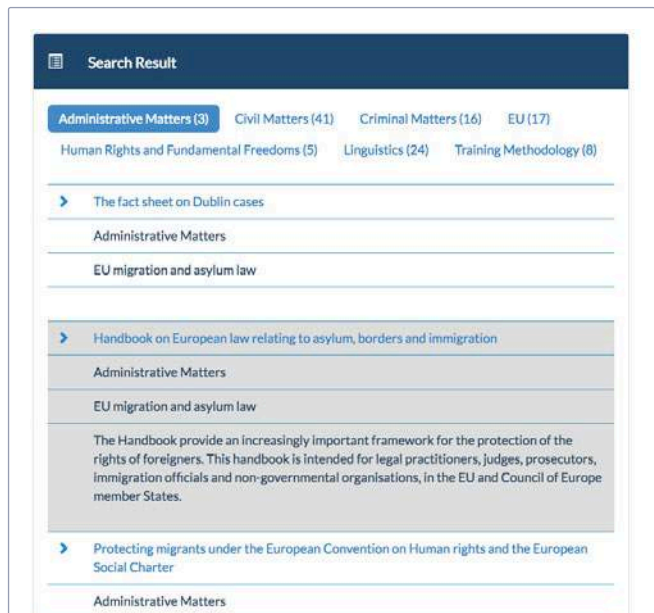 Search Result
Administrative Matters (3) Civil Matters (41) Criminal Matters (16) EU (17)
Human Rights and Fundamental Freedoms (5) Linguistics (24) Training Methodology (8)
The fact sheet on Dublin cases
Administrative Matters
EU migration and asylum law
Handbook on European law relating to asylum, borders and immigration
Administrative Matters
EU migration and asylum law
The Handbook provide an increasingly important framework for the protection of the
rights of foreigners. This handbook is intended for legal practitioners, judges, prosecutors,
immigration officials and non-governmental organisations, in the EU and Council of Europe
member States.
Protecting migrants under the European Convention on Human rights and the European
Social Charter
Administrative Matters